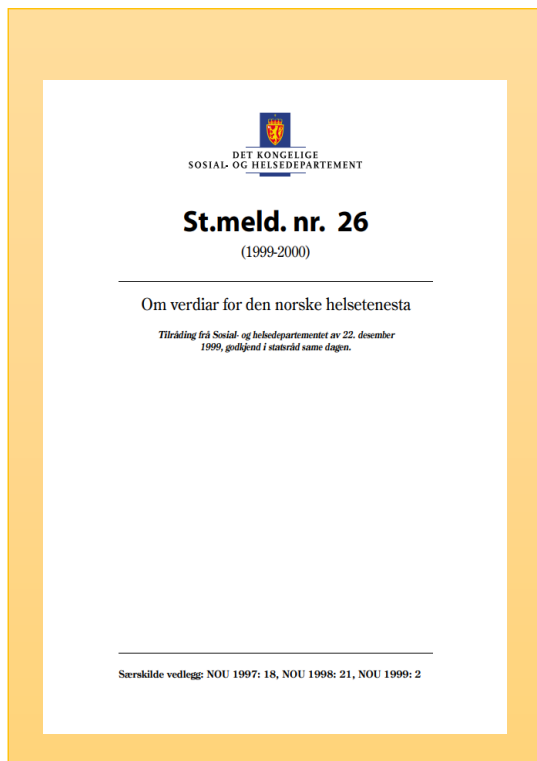 DET KONGELIGE
SOSIAL- OG HELSEDEPARTEMENT
St.meld. nr. 26
(1999-2000)
Om verdiar for den norske helsetenesta
Tilråding frå Sosial- og helsedepartementet av 22. desember
1999, godkjend i statsråd same dagen.
Særskilde vedlegg: NOU 1997: 18, NOU 1998: 21, NOU 1999: 2